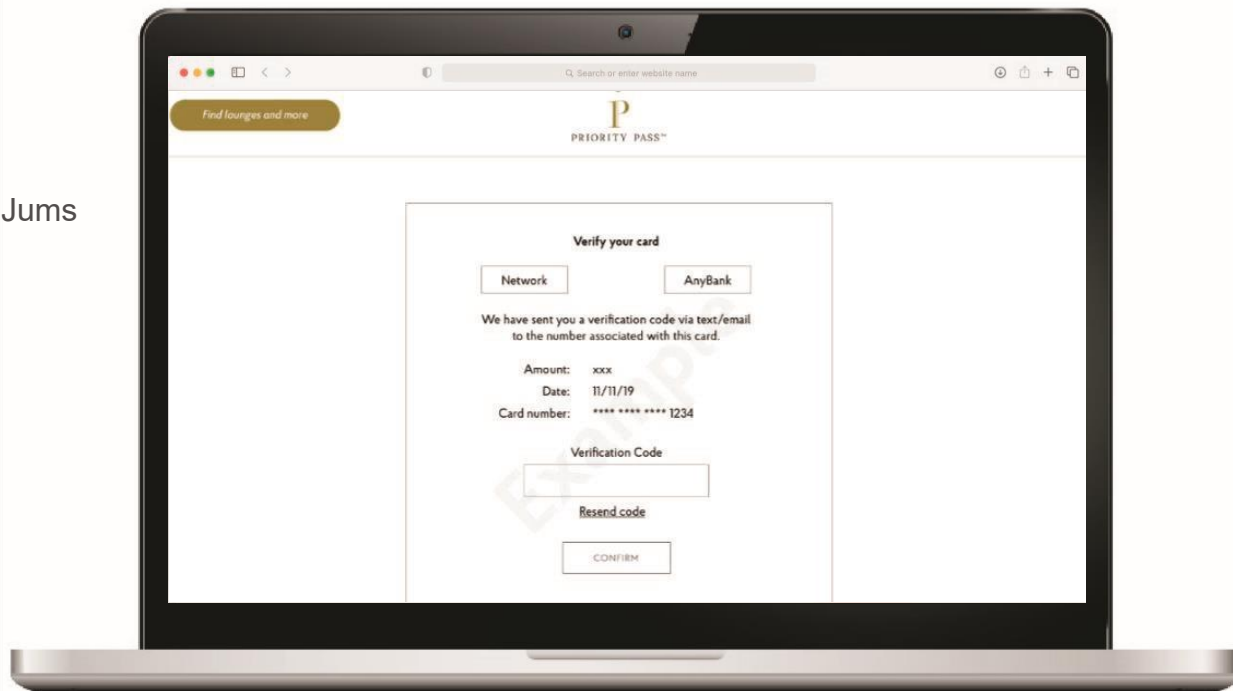 Search or enter website name
Find lounges and more
P
PRIORITY PASS™
Jums
Verify your card
Network AnyBank
We have sent you a verification code via text/email
to the number associated with this card.
Amount: xxx
Date: 11/11/19
Card number: **** **** **** 1234
Verification Code
Resend code
CONFIRM
Example